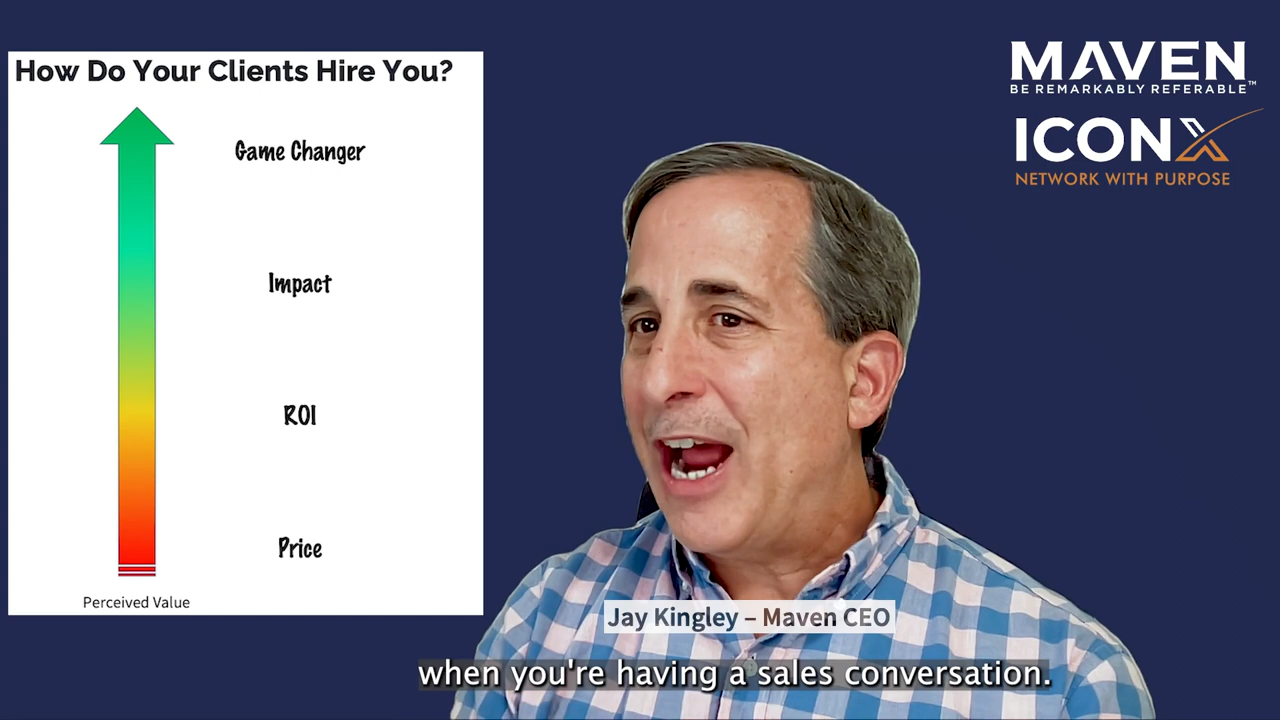 How Do Your Clients Hire You?
Game Changer
Impact
ROI
Price
Perceived Value
MAVEN
BE REMARKABLY REFERABLE™
ICONX
NETWORK WITH PURPOSE
Jay Kingley – Maven CEO
when you're having a sales conversation.